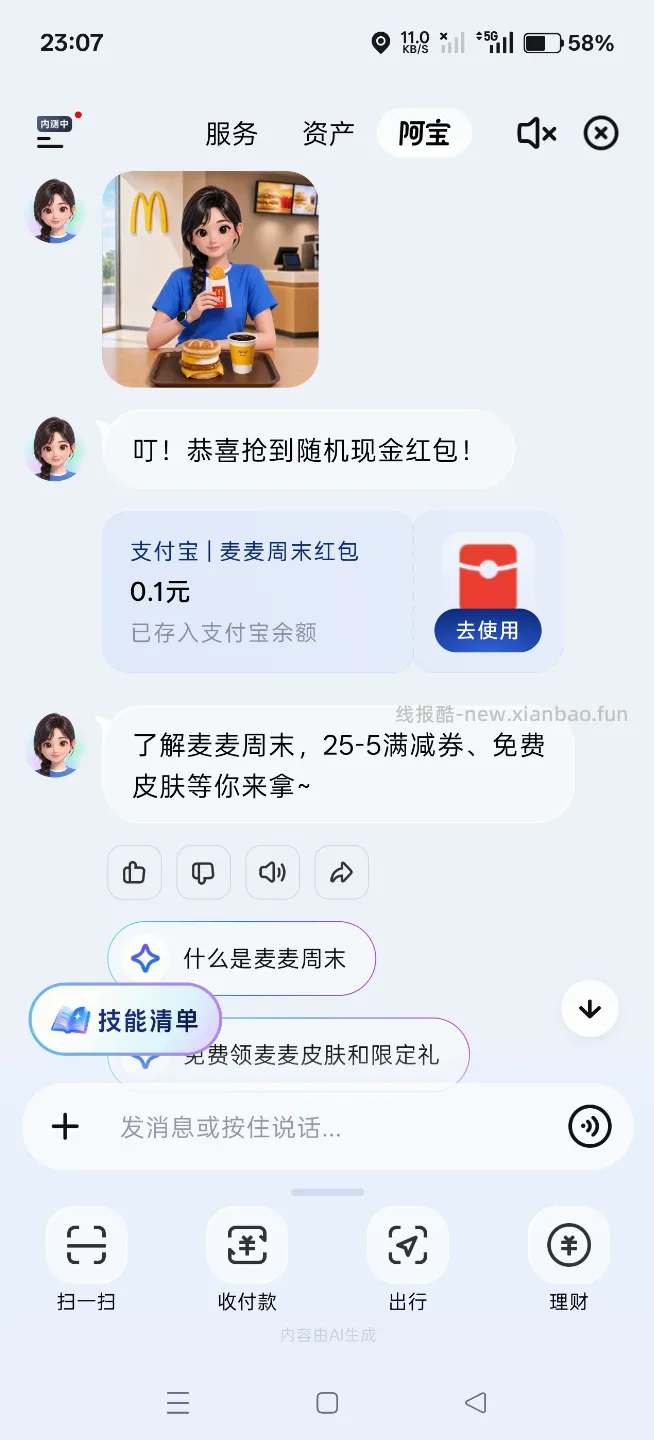 23:07
11.0
KB/S
5G
58%
内测中
服务
资产
阿宝
叮！恭喜抢到随机现金红包！
支付宝 | 麦麦周末红包
0.1元
已存入支付宝余额
去使用
线报酷-new.xianbao.fun
了解麦麦周末，25-5满减券、免费
皮肤等你来拿~
什么是麦麦周末
技能清单
免费领麦麦皮肤和限定礼
发消息或按住说话...
扫一扫
收付款
出行
理财
内容由AI生成